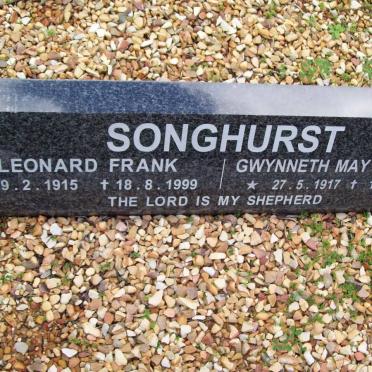 SONGHURST
LEONARD FRANK | GWYNNETH MAY
9.2.1915 † 18.8.1999 | ★ 27.5.1917 †
THE LORD IS MY SHEPHERD